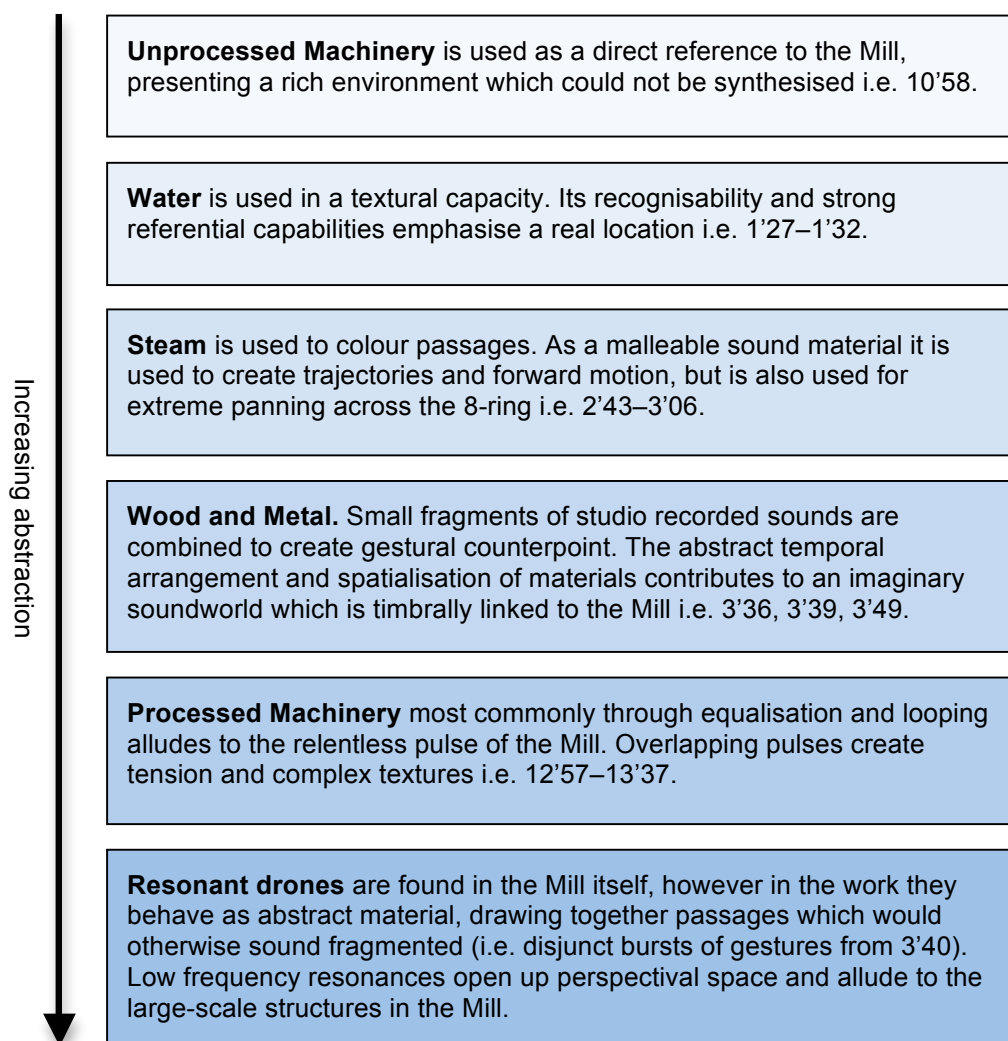 Unprocessed Machinery is used as a direct reference to the Mill,
presenting a rich environment which could not be synthesised i.e. 10’58.
Water is used in a textural capacity. Its recognisability and strong
referential capabilities emphasise a real location i.e. 1’27–1’32.
Steam is used to colour passages. As a malleable sound material it is
used to create trajectories and forward motion, but is also used for
extreme panning across the 8-ring i.e. 2’43–3’06.
Increasing abstraction
Wood and Metal. Small fragments of studio recorded sounds are
combined to create gestural counterpoint. The abstract temporal
arrangement and spatialisation of materials contributes to an imaginary
soundworld which is timbrally linked to the Mill i.e. 3’36, 3’39, 3’49.
Processed Machinery most commonly through equalisation and looping
alludes to the relentless pulse of the Mill. Overlapping pulses create
tension and complex textures i.e. 12’57–13’37.
Resonant drones are found in the Mill itself, however in the work they
behave as abstract material, drawing together passages which would
otherwise sound fragmented (i.e. disjunct bursts of gestures from 3’40).
Low frequency resonances open up perspectival space and allude to the
large-scale structures in the Mill.